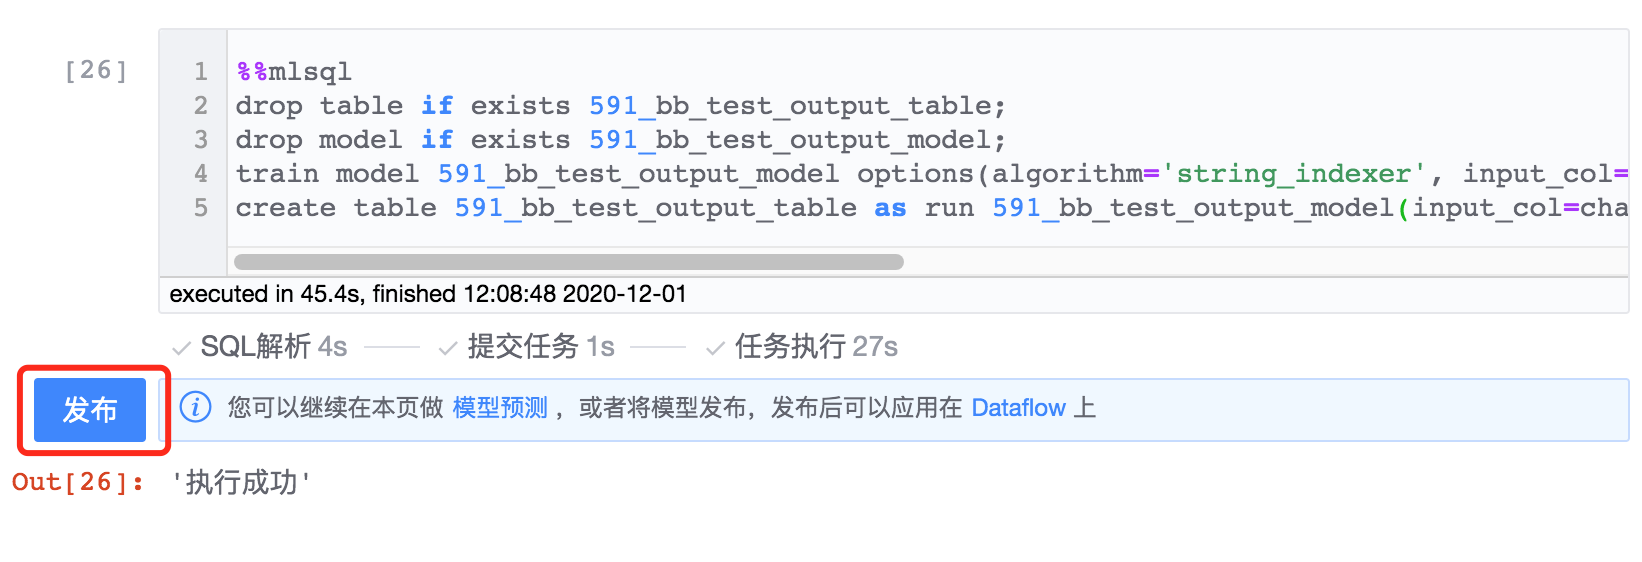 [26]
1 %%mlsql
2 drop table if exists 591_bb_test_output_table;
3 drop model if exists 591_bb_test_output_model;
4 train model 591_bb_test_output_model options(algorithm='string_indexer', input_col=
5 create table 591_bb_test_output_table as run 591_bb_test_output_model(input_col=cha
executed in 45.4s, finished 12:08:48 2020-12-01
SQL解析 4s 提交任务 1s 任务执行 27s
发布 您可以继续在本页做 模型预测 ，或者将模型发布，发布后可以应用在 Dataflow 上
Out[26]: '执行成功'